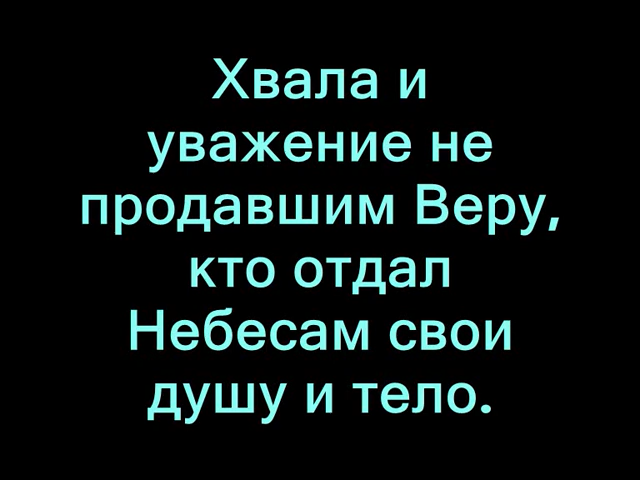 Хвала и
уважение не
продавшим Веру,
кто отдал
Небесам свои
душу и тело.